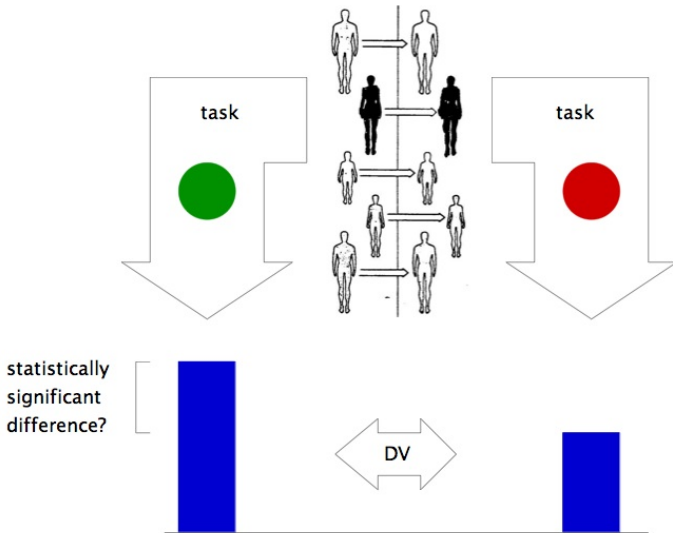 task
task
statistically
significant
difference?
DV